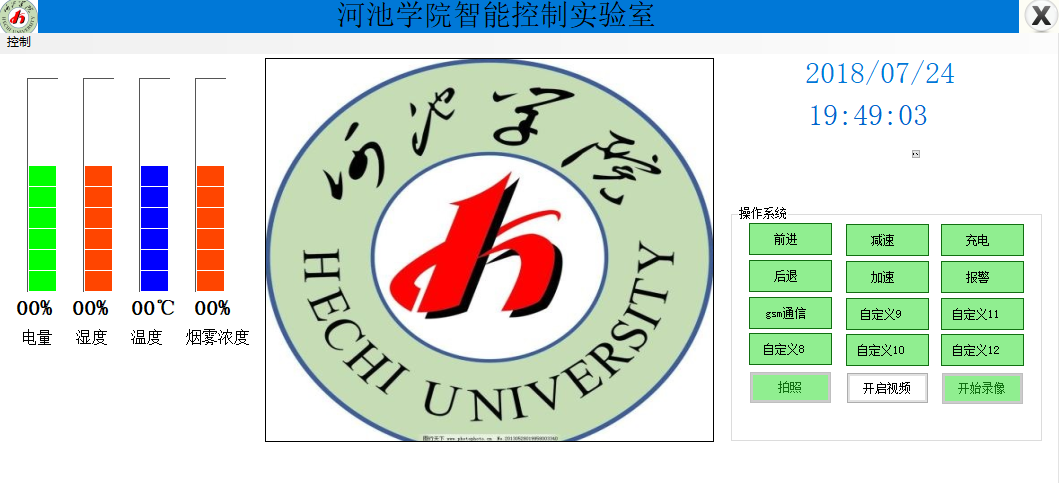 河池学院智能控制实验室
X
控制
2018/07/24
19:49:03
河池学院
HECHI UNIVERSITY
h
操作系统
前进 减速 充电
后退 加速 报警
gsm通信 自定义9 自定义11
自定义8 自定义10 自定义12
拍照 开启视频 开始录像
00% 00% 00℃ 00%
电量 湿度 温度 烟雾浓度